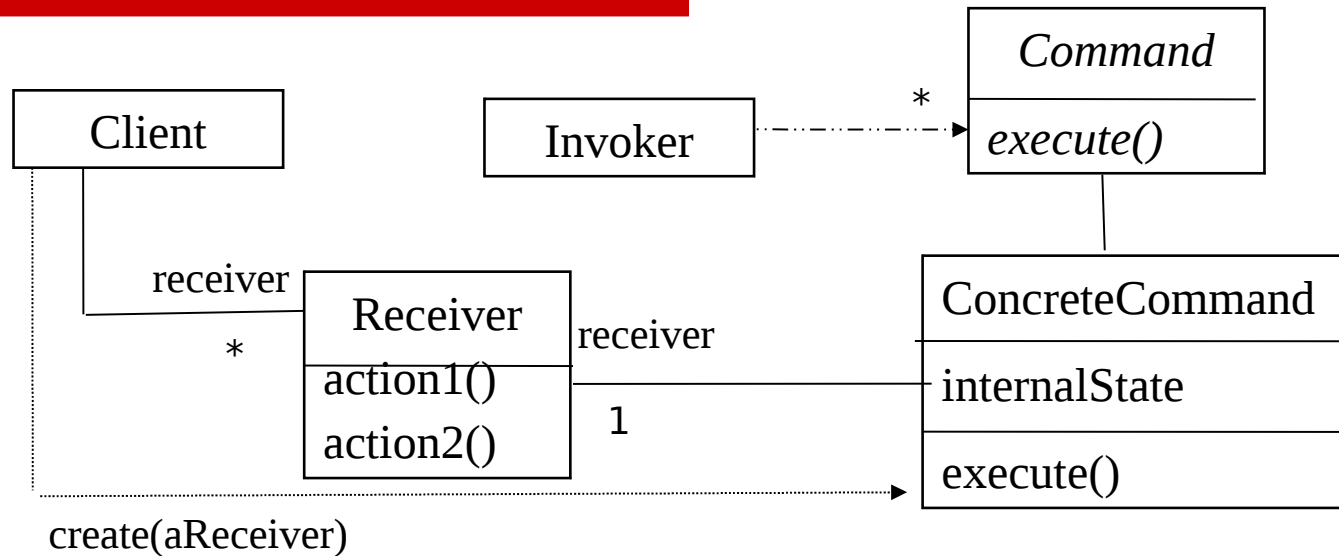 Command
execute()
*
Client
Invoker
receiver
*
Receiver
action1()
action2()
receiver
1
ConcreteCommand
internalState
execute()
create(aReceiver)